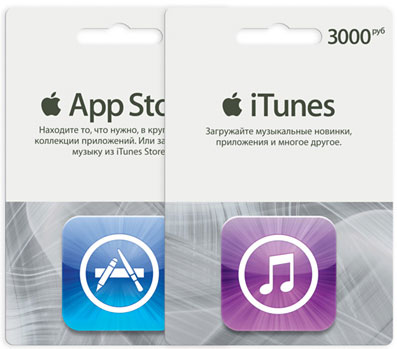 App Sto
Находите то, что нужно, в круг
коллекции приложений. Или за
музыку из iTunes Store
3000 руб
iTunes
Загружайте музыкальные новинки,
приложения и многое другое.